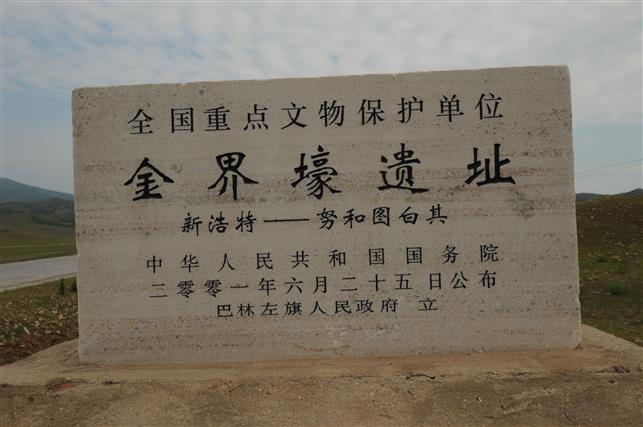 全国重点文物保护单位
金界壕遗址
新浩特——努和图白其
中华人民共和国国务院
二零零一年六月二十五日公布
巴林左旗人民政府 立